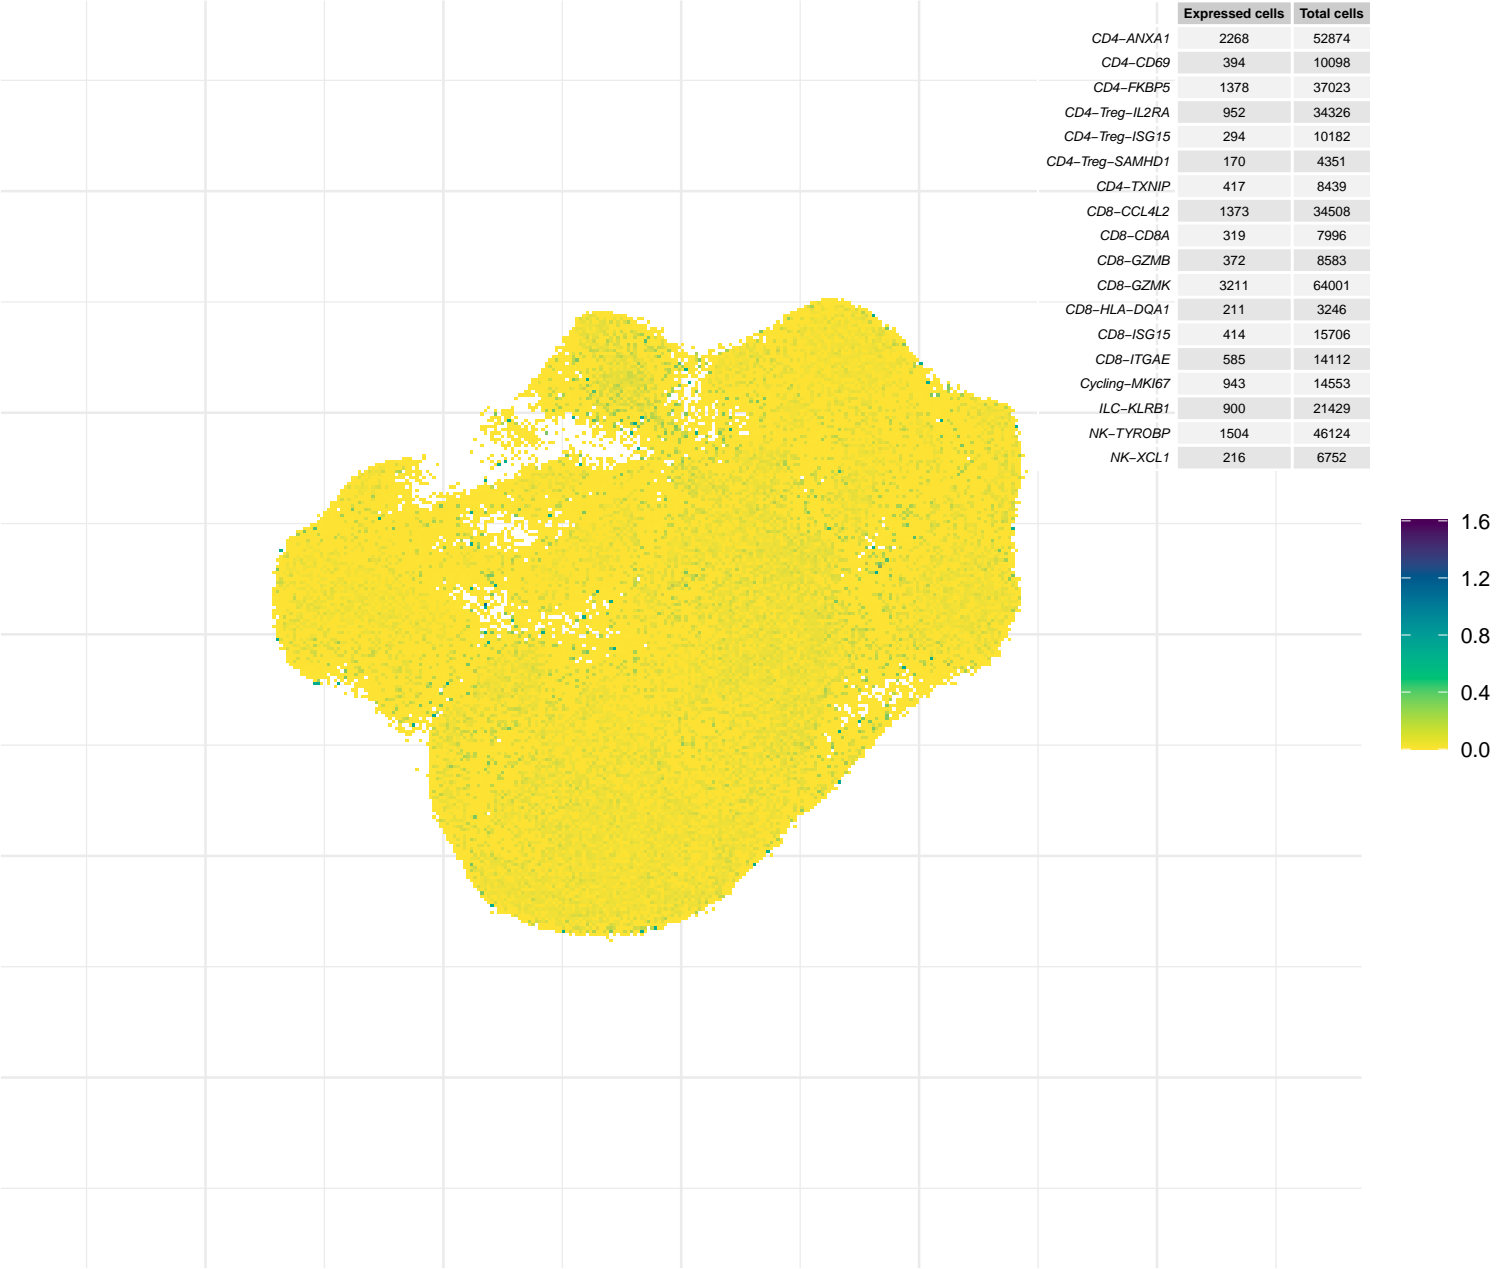 Expressed cells Total cells
CD4−ANXA1 2268 52874
CD4−CD69 394 10098
CD4−FKBP5 1378 37023
CD4−Treg−IL2RA 952 34326
CD4−Treg−ISG15 294 10182
CD4−Treg−SAMHD1 170 4351
CD4−TXNIP 417 8439
CD8−CCL4L2 1373 34508
CD8−CD8A 319 7996
CD8−GZMB 372 8583
CD8−GZMK 3211 64001
CD8−HLA−DQA1 211 3246
CD8−ISG15 414 15706
CD8−ITGAE 585 14112
Cycling−MKI67 943 14553
ILC−KLRB1 900 21429
NK−TYROBP 1504 46124
NK−XCL1 216 6752
1.6
1.2
0.8
0.4
0.0